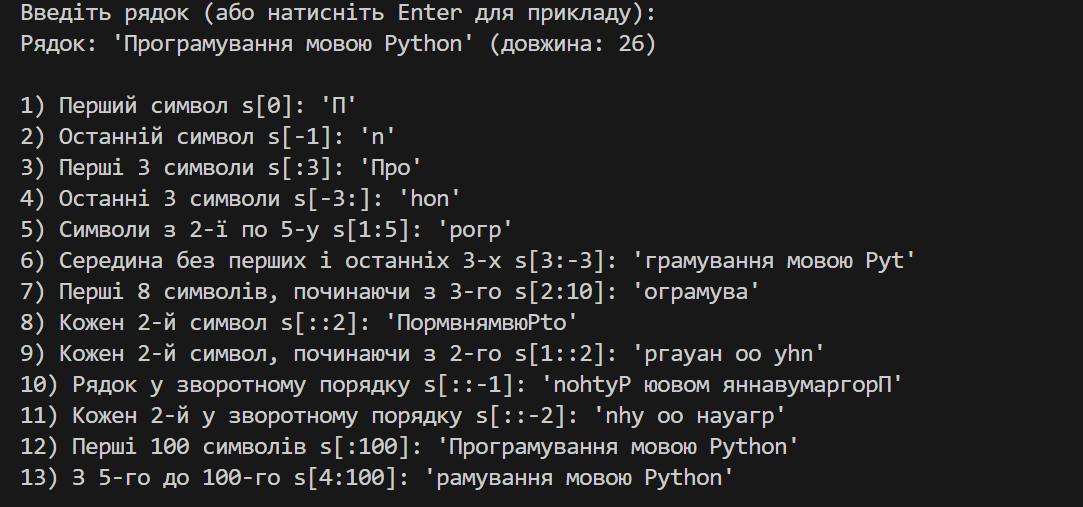 Введіть рядок (або натисніть Enter для прикладу):
Рядок: 'Програмування мовою Python' (довжина: 26)
1) Перший символ s[0]: 'П'
2) Останній символ s[-1]: 'n'
3) Перші 3 символи s[:3]: 'Про'
4) Останні 3 символи s[-3:]: 'hon'
5) Символи з 2-ї по 5-у s[1:5]: 'рогр'
6) Середина без перших і останніх 3-х s[3:-3]: 'грамування мовою Pyt'
7) Перші 8 символів, починаючи з 3-го s[2:10]: 'ограмува'
8) Кожен 2-й символ s[::2]: 'ПормвнямвюPto'
9) Кожен 2-й символ, починаючи з 2-го s[1::2]: 'ргауан оо yhn'
10) Рядок у зворотному порядку s[::-1]: 'nohtyP юовом яннавумаргорП'
11) Кожен 2-й у зворотному порядку s[::-2]: 'nhy оо науагр'
12) Перші 100 символів s[:100]: 'Програмування мовою Python'
13) З 5-го до 100-го s[4:100]: 'рамування мовою Python'